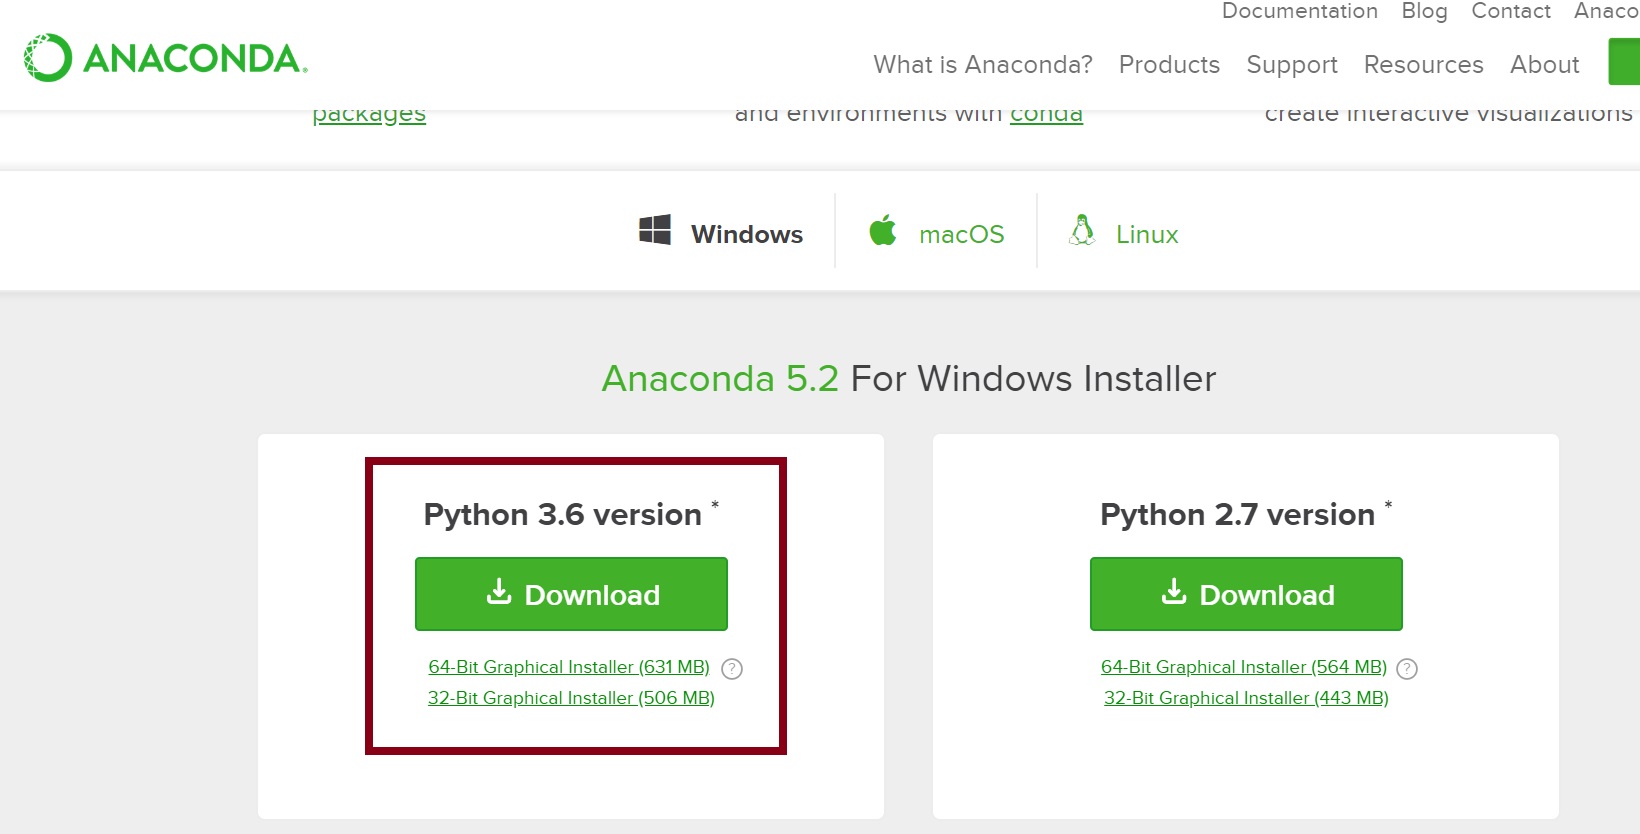 Documentation Blog Contact Anaco
ANACONDA.
What is Anaconda? Products Support Resources About
packages and environments with conda create interactive visualizations
Windows macOS Linux
Anaconda 5.2 For Windows Installer
Python 3.6 version *
Download
64-Bit Graphical Installer (631 MB) ?
32-Bit Graphical Installer (506 MB)
Python 2.7 version *
Download
64-Bit Graphical Installer (564 MB) ?
32-Bit Graphical Installer (443 MB)